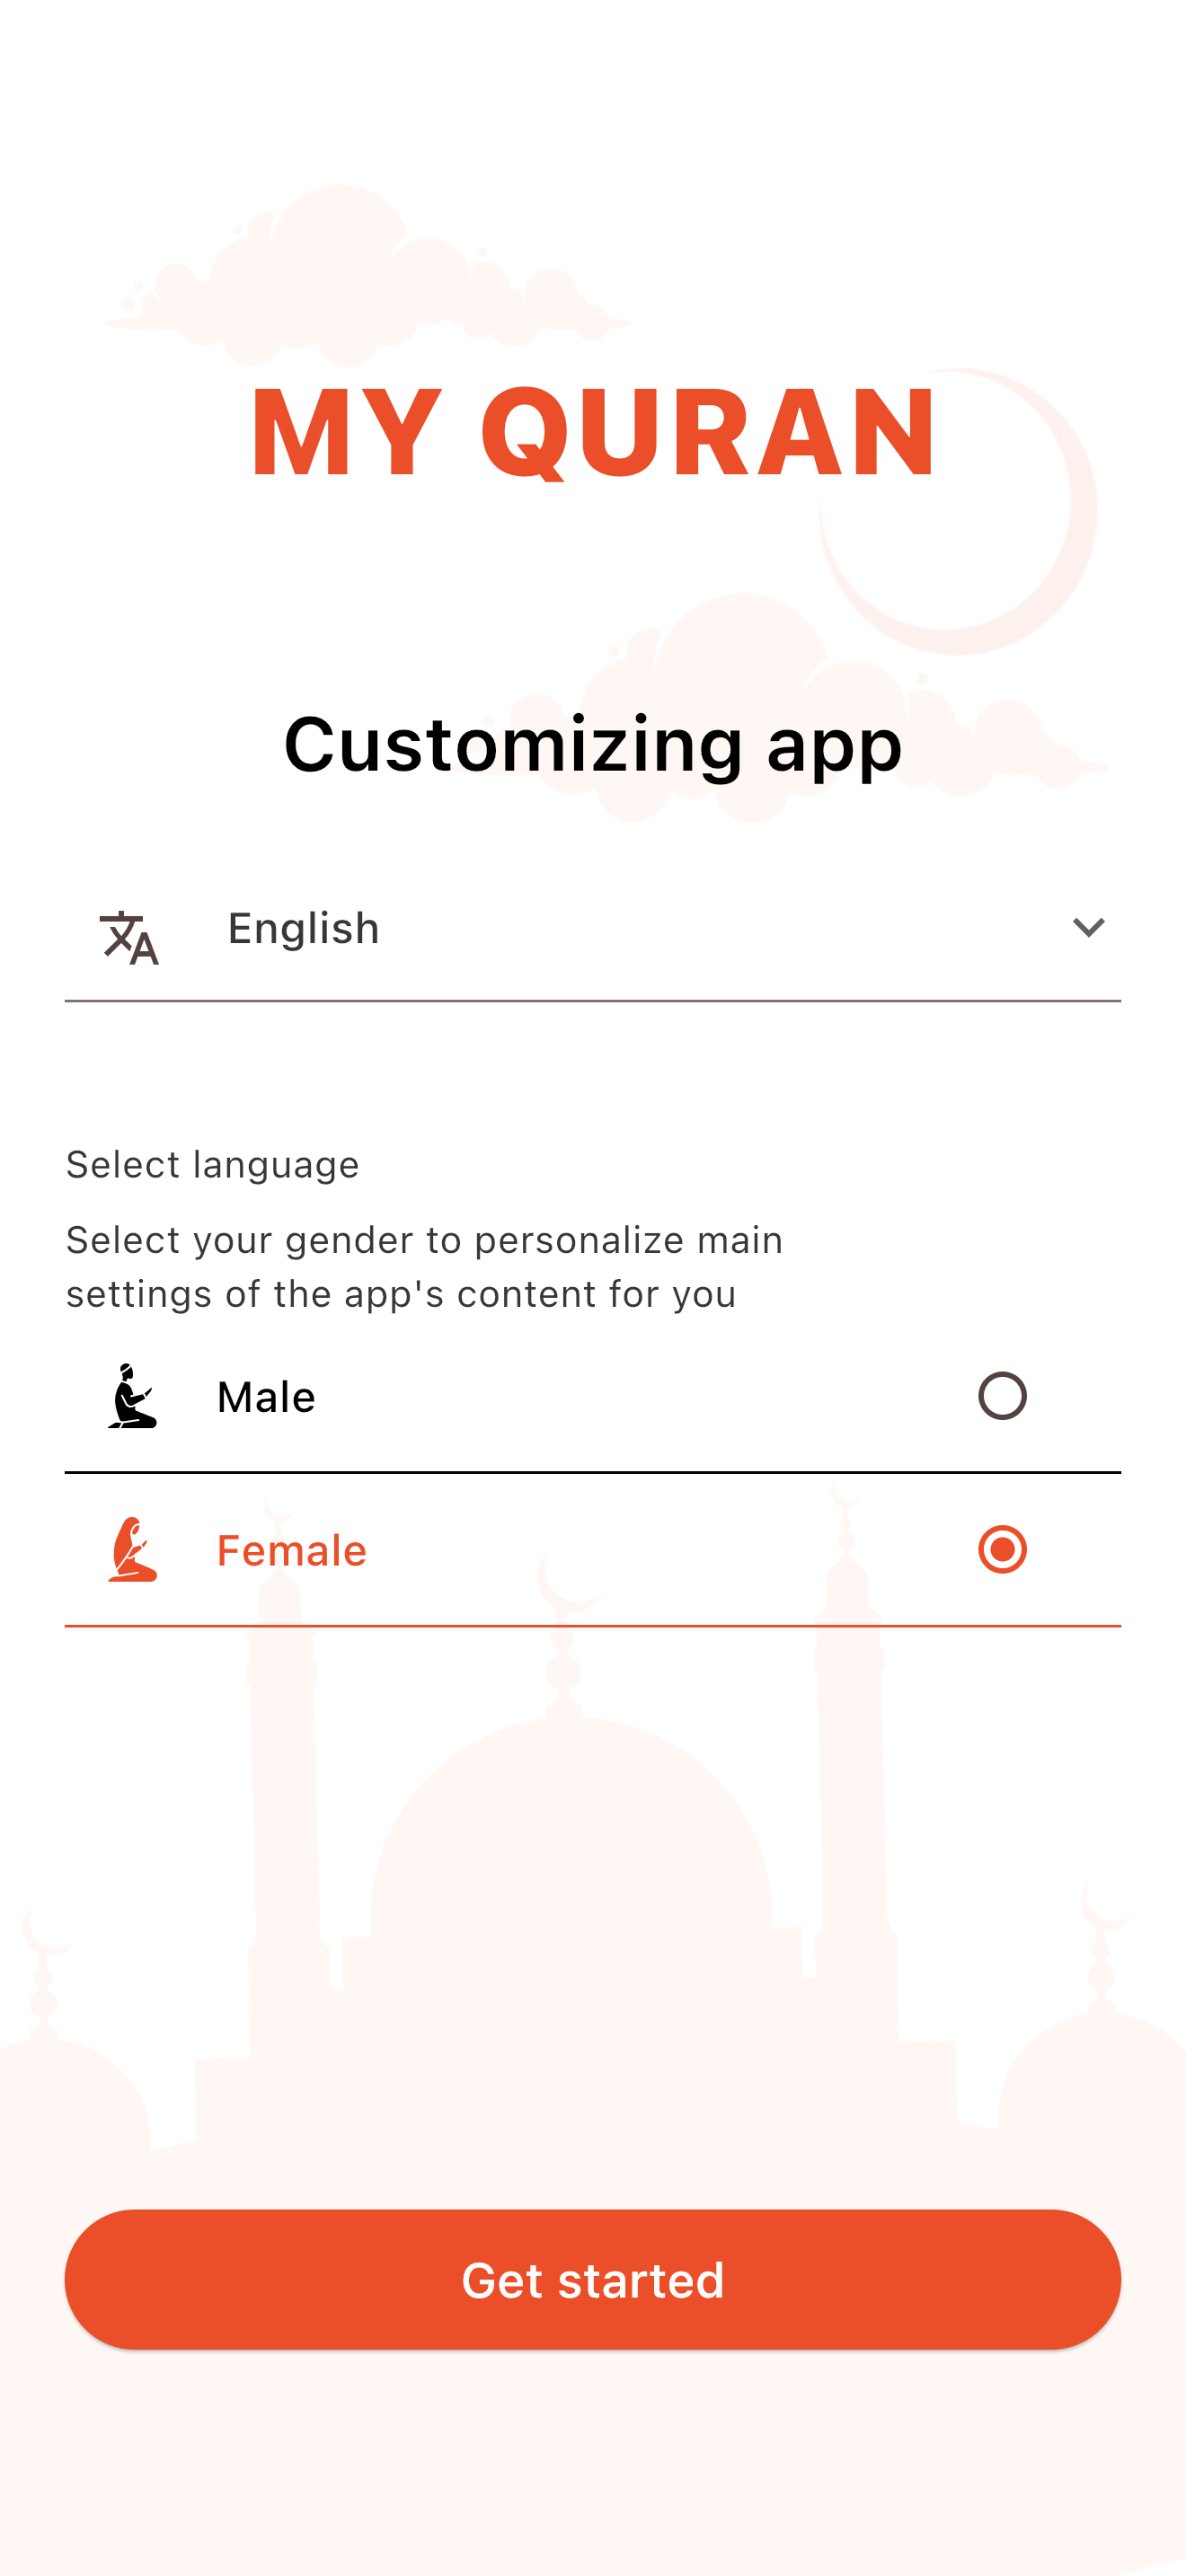 MY QURAN
Customizing app
English
Select language
Select your gender to personalize main
settings of the app's content for you
Male
Female
Get started